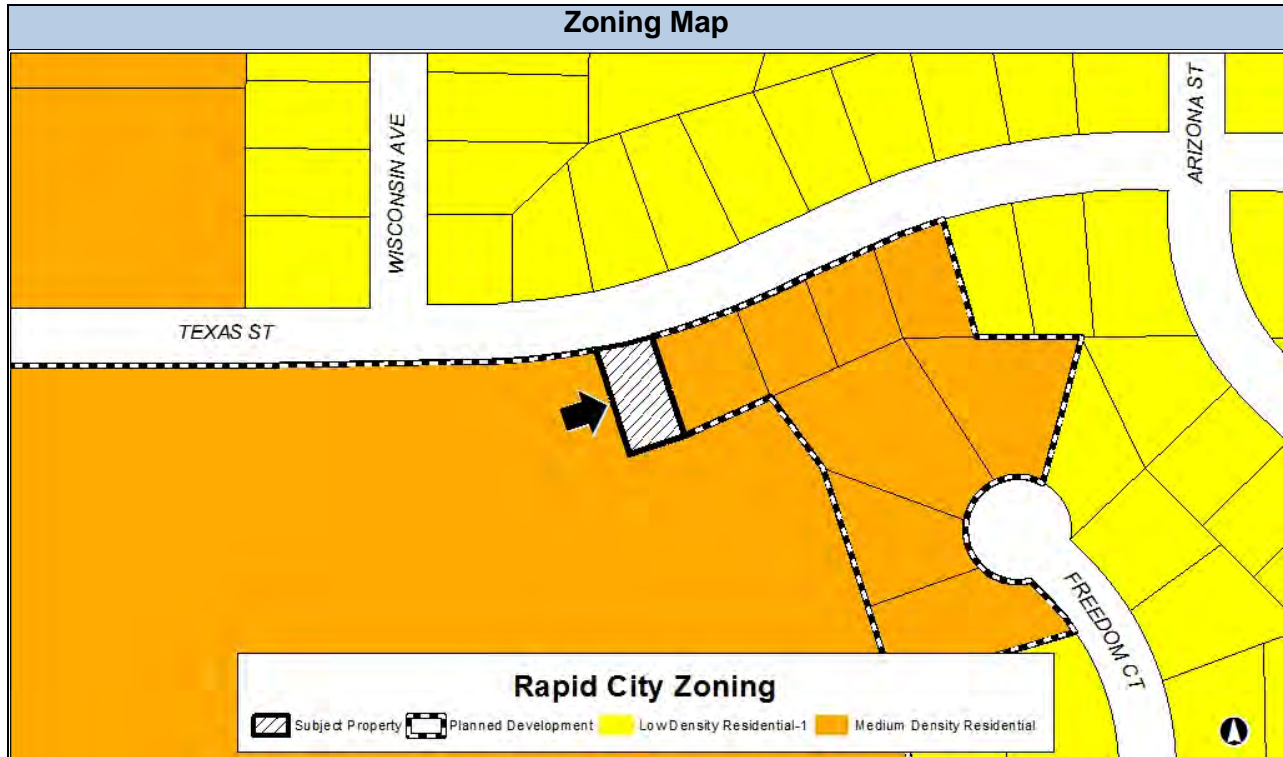 Zoning Map
WISCONSIN AVE
ARIZONA ST
TEXAS ST
FREEDOM CT
Rapid City Zoning
Subject Property Planned Development Low Density Residential-1 Medium Density Residential